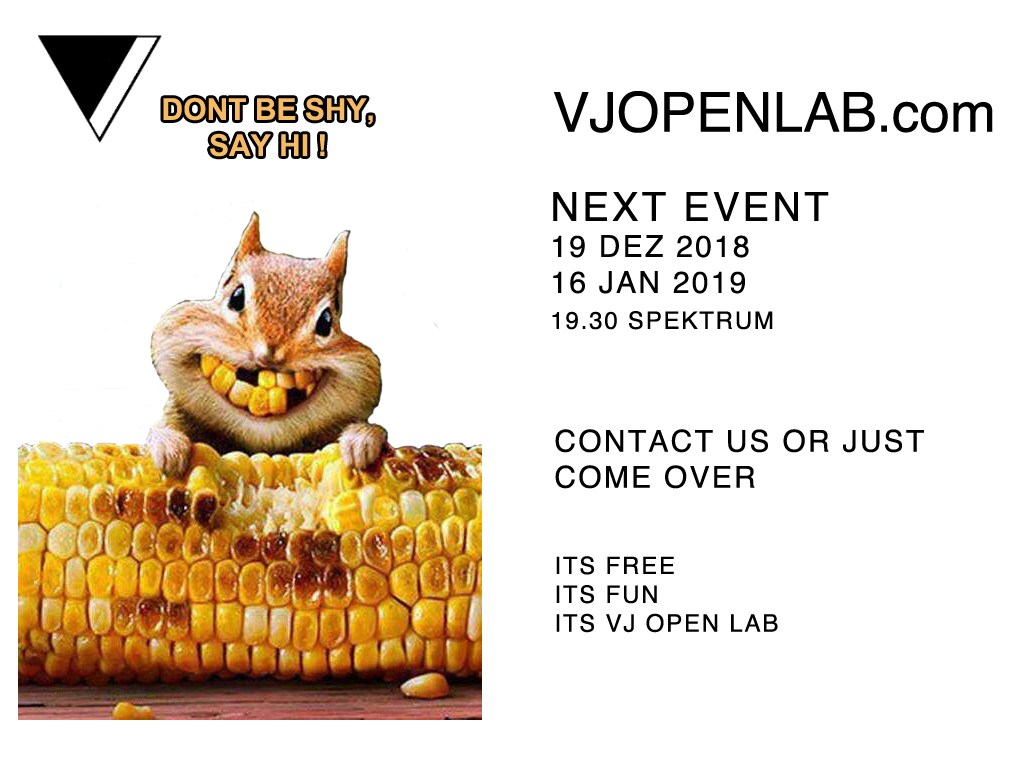 DONT BE SHY,
SAY HI !
VJOPENLAB.com
NEXT EVENT
19 DEZ 2018
16 JAN 2019
19.30 SPEKTRUM
CONTACT US OR JUST
COME OVER
ITS FREE
ITS FUN
ITS VJ OPEN LAB